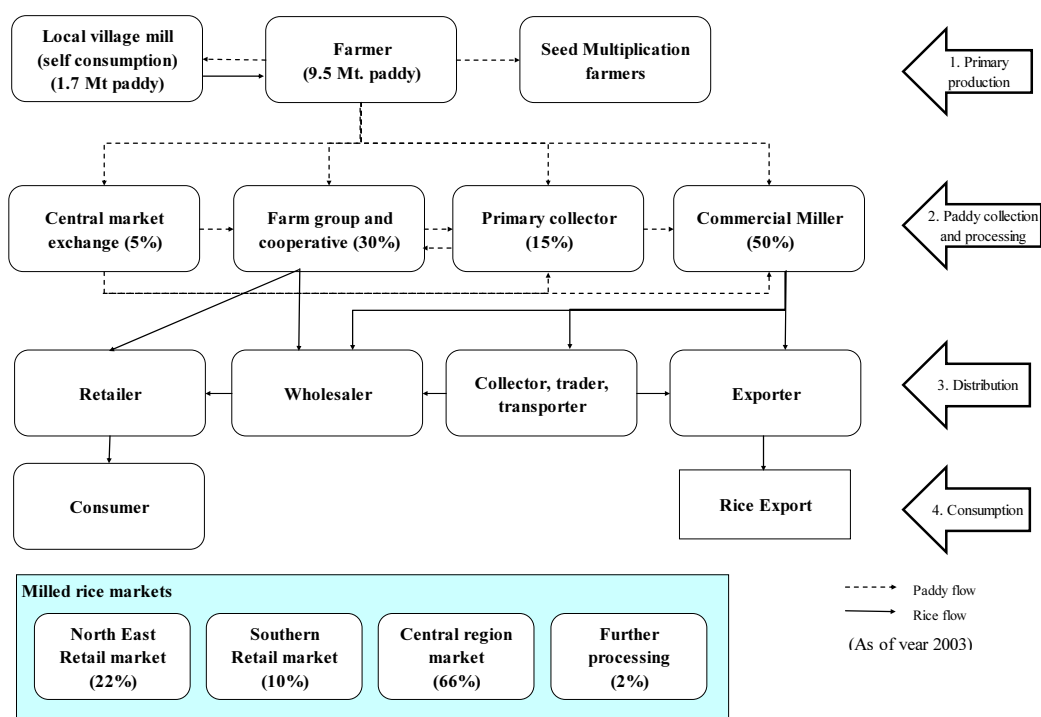 Local village mill
(self consumption)
(1.7 Mt paddy)
Farmer
(9.5 Mt. paddy)
Seed Multiplication
farmers
1. Primary
production
Central market
exchange (5%)
Farm group and
cooperative (30%)
Primary collector
(15%)
Commercial Miller
(50%)
2. Paddy collection
and processing
Retailer
Wholesaler
Collector, trader,
transporter
Exporter
3. Distribution
Consumer
Rice Export
4. Consumption
Milled rice markets
North East
Retail market
(22%)
Southern
Retail market
(10%)
Central region
market
(66%)
Further
processing
(2%)
Paddy flow
Rice flow
(As of year 2003)